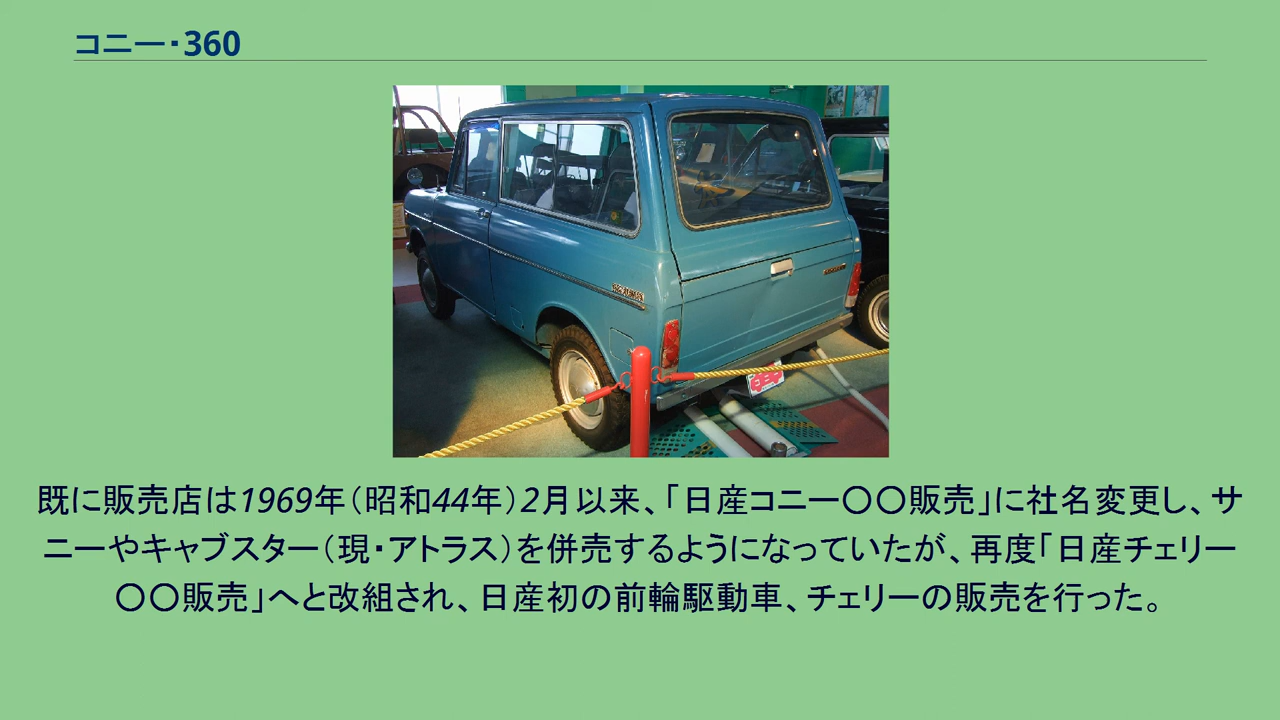 コニー・360
既に販売店は1969年（昭和44年）2月以来、「日産コニー〇〇販売」に社名変更し、サ
ニーやキャブスター（現・アトラス）を併売するようになっていたが、再度「日産チェリー
〇〇販売」へと改組され、日産初の前輪駆動車、チェリーの販売を行った。